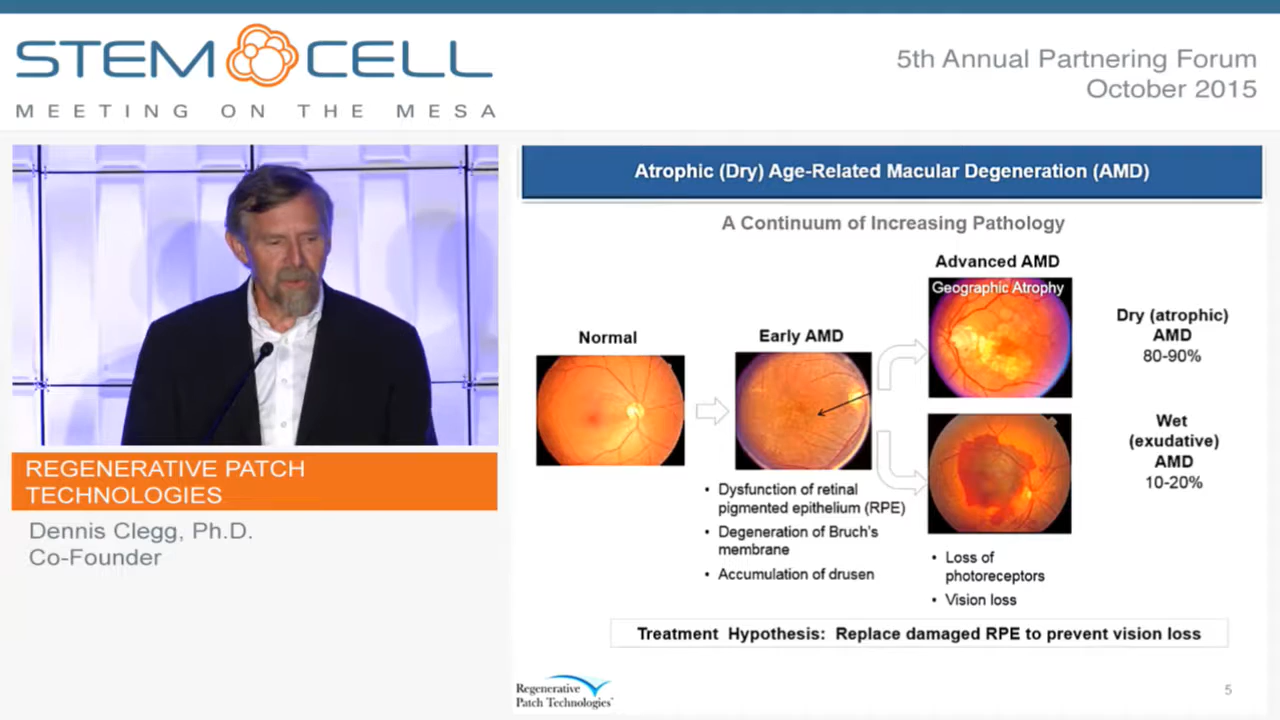 STEM CELL
MEETING ON THE MESA
5th Annual Partnering Forum
October 2015
REGENERATIVE PATCH
TECHNOLOGIES
Dennis Clegg, Ph.D.
Co-Founder
Atrophic (Dry) Age-Related Macular Degeneration (AMD)
A Continuum of Increasing Pathology
Normal
Early AMD
• Dysfunction of retinal
pigmented epithelium (RPE)
• Degeneration of Bruch's
membrane
• Accumulation of drusen
Advanced AMD
Geographic Atrophy
• Loss of
photoreceptors
• Vision loss
Dry (atrophic)
AMD
80-90%
Wet
(exudative)
AMD
10-20%
Treatment Hypothesis: Replace damaged RPE to prevent vision loss
Regenerative
Patch Technologies
5